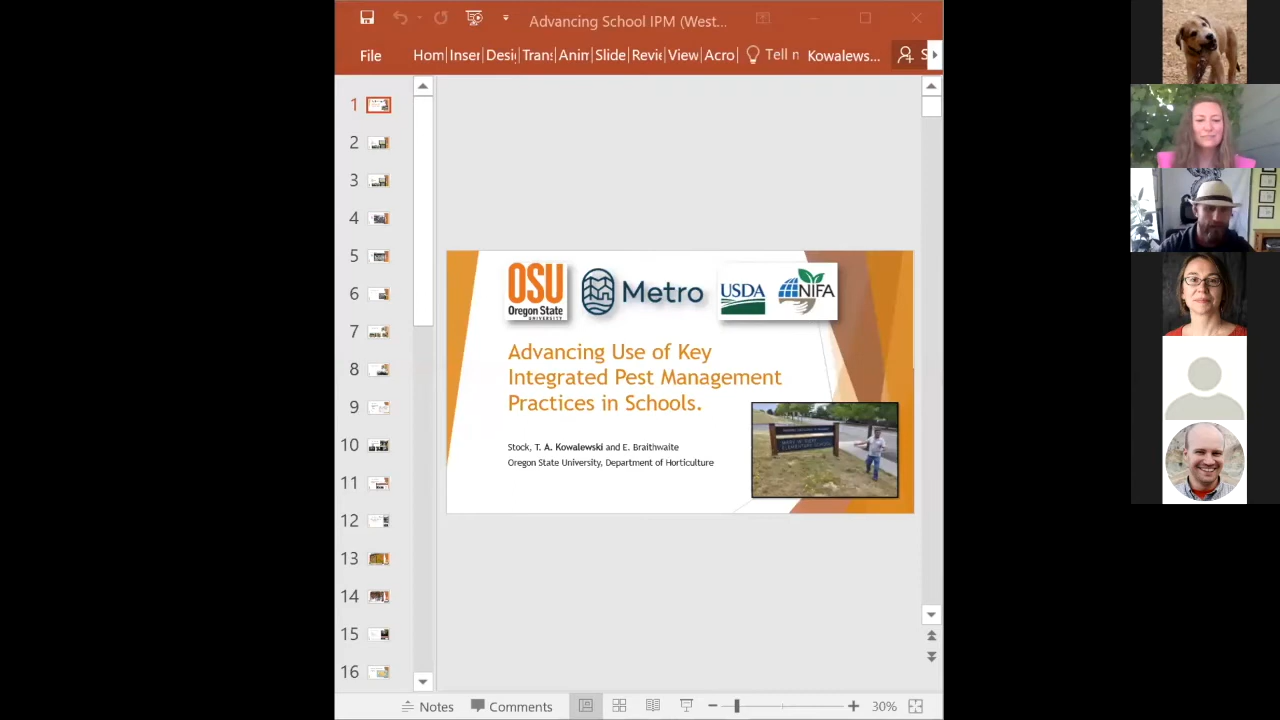 Advancing School IPM (West...
File
Hom
Inser
Desi
Tran
Anim
Slide
Revie
View
Acro
Tell n
Kowalews...
S
1
2
3
4
5
6
7
8
9
10
11
12
13
14
15
16
OSU
Oregon State
UNIVERSITY
Metro
USDA
NIFA
Advancing Use of Key
Integrated Pest Management
Practices in Schools.
Stock, T. A. Kowalewski and E. Braithwaite
Oregon State University, Department of Horticulture
Notes
Comments
30%